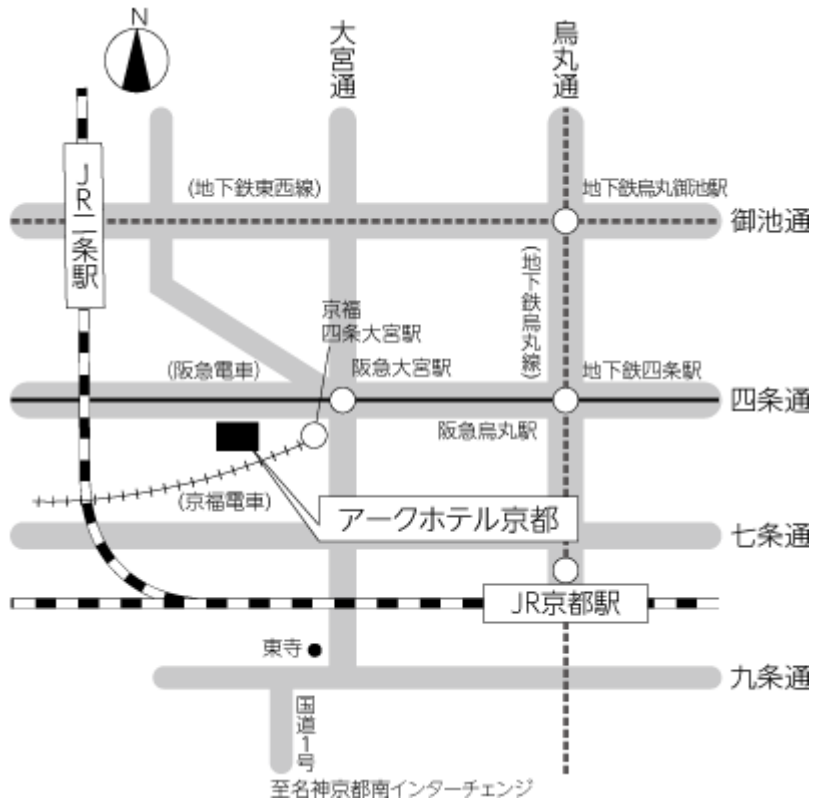 N
大宮通
烏丸通
JR二条駅
(地下鉄東西線)
地下鉄烏丸御池駅
御池通
(地下鉄烏丸線)
京福
四条大宮駅
(阪急電車)
阪急大宮駅
地下鉄四条駅
四条通
阪急烏丸駅
(京福電車)
アークホテル京都
七条通
JR京都駅
東寺
九条通
国道1号
至名神京都南インターチェンジ